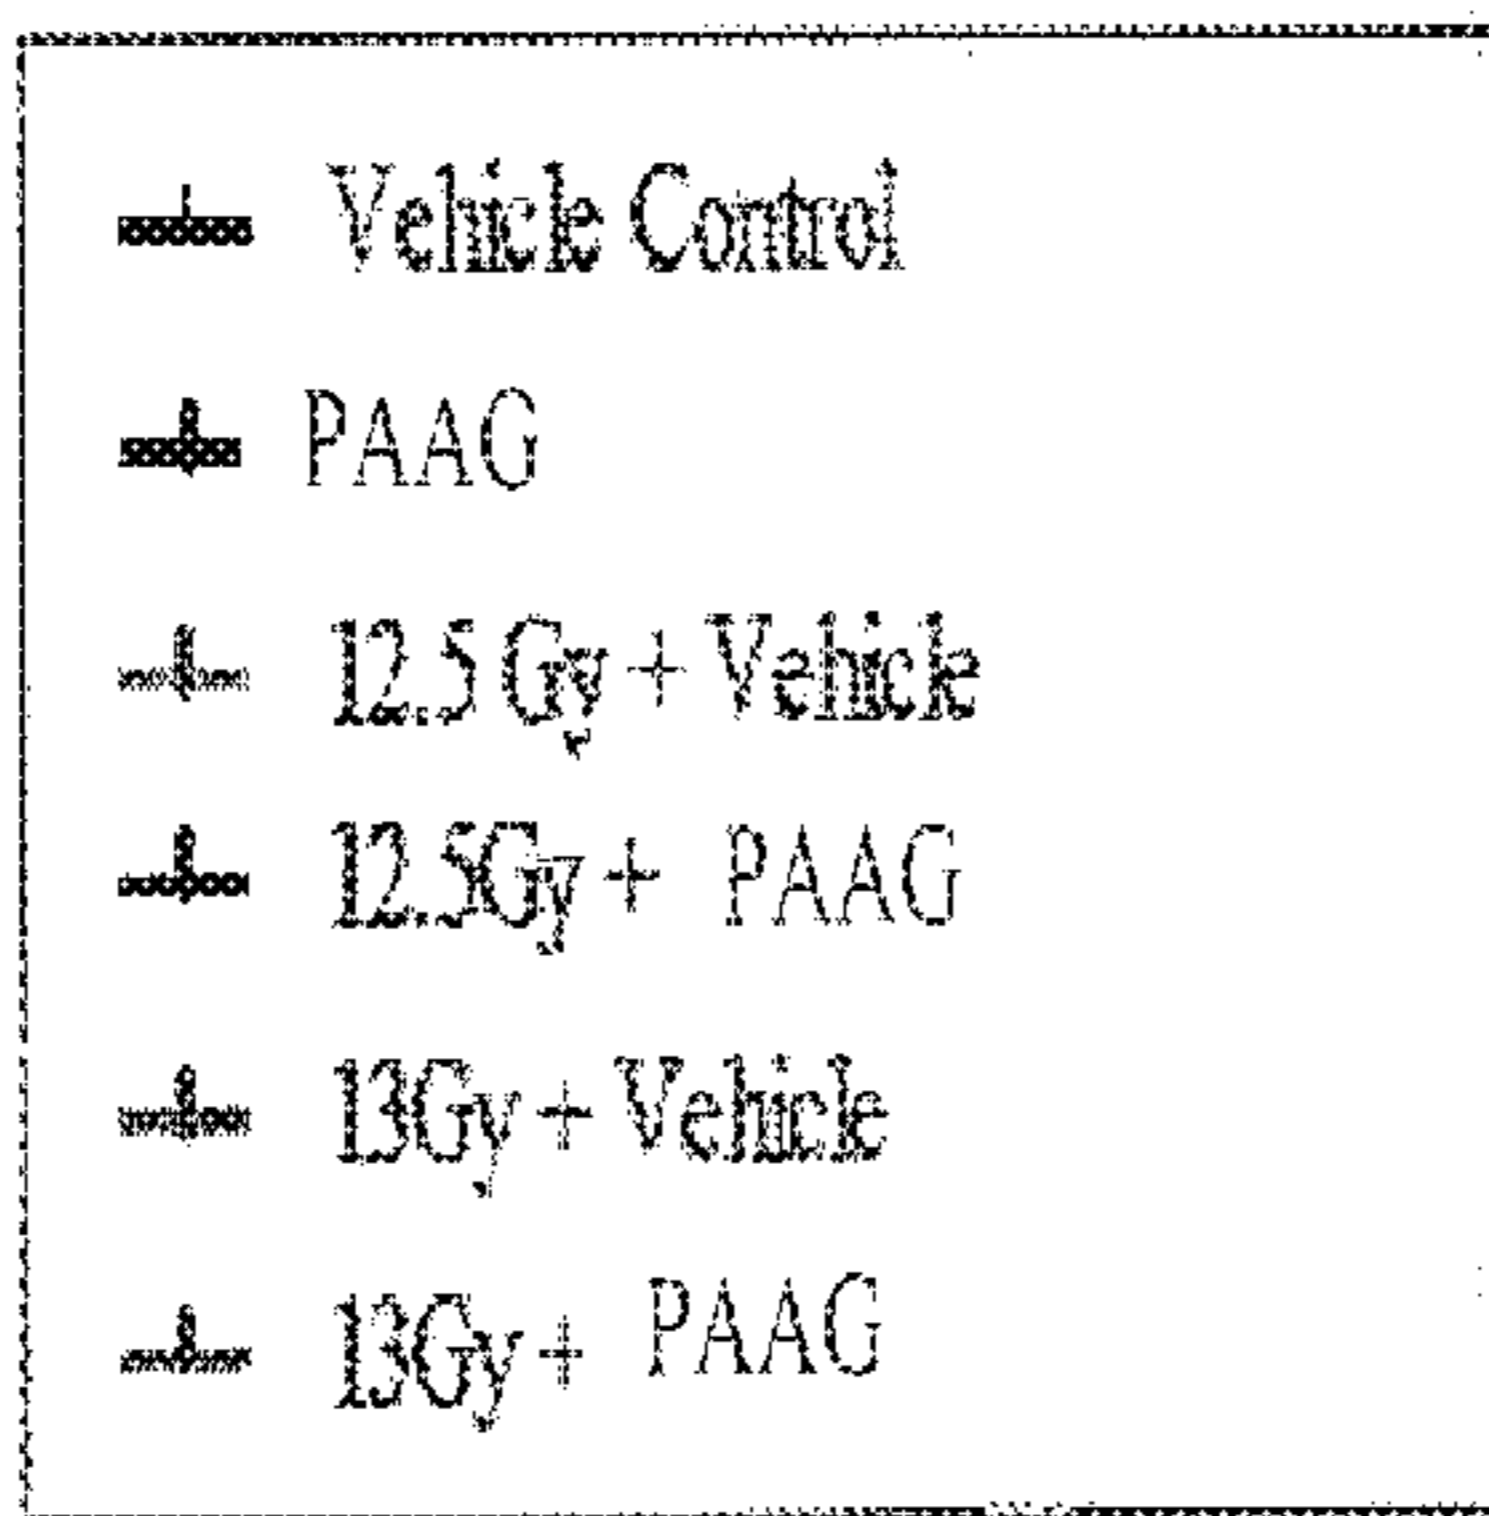 Vehicle Control
PAAG
12.5 Gy + Vehicle
12.5Gy + PAAG
13Gy + Vehicle
13Gy + PAAG